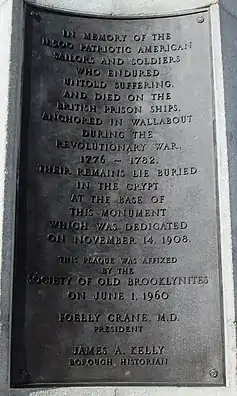 IN MEMORY OF THE
11,500 PATRIOTIC AMERICAN
SAILORS AND SOLDIERS
WHO ENDURED
UNTOLD SUFFERING,
AND DIED ON THE
BRITISH PRISON SHIPS,
ANCHORED IN WALLABOUT
DURING THE
REVOLUTIONARY WAR,
1776 – 1782.
THEIR REMAINS LIE BURIED
IN THE CRYPT
AT THE BASE OF
THIS MONUMENT
WHICH WAS DEDICATED
ON NOVEMBER 14, 1908.
THIS PLAQUE WAS AFFIXED
BY THE
SOCIETY OF OLD BROOKLYNITES
ON JUNE 1, 1960
JOELLY CRANE, M.D.
PRESIDENT
JAMES A. KELLY
BOROUGH HISTORIAN